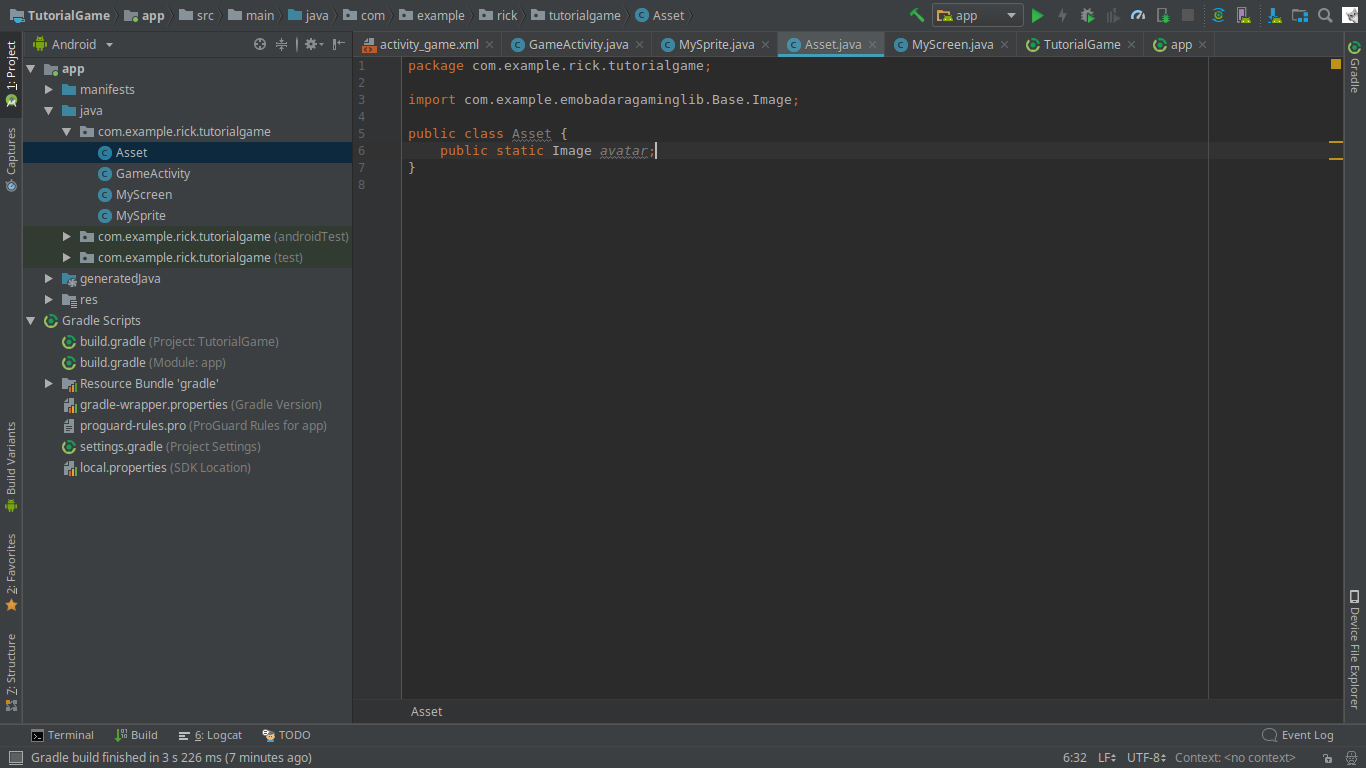 TutorialGame app src main java com example rick tutorialgame Asset app
1: Project
Captures
Build Variants
2: Favorites
7: Structure
Android
app
manifests
java
com.example.rick.tutorialgame
Asset
GameActivity
MyScreen
MySprite
com.example.rick.tutorialgame (androidTest)
com.example.rick.tutorialgame (test)
generatedJava
res
Gradle Scripts
build.gradle (Project: TutorialGame)
build.gradle (Module: app)
Resource Bundle 'gradle'
gradle-wrapper.properties (Gradle Version)
proguard-rules.pro (ProGuard Rules for app)
settings.gradle (Project Settings)
local.properties (SDK Location)
activity_game.xml GameActivity.java MySprite.java Asset.java MyScreen.java TutorialGame app
1 package com.example.rick.tutorialgame;
2
3 import com.example.emobadaragaminglib.Base.Image;
4
5 public class Asset {
6 public static Image avatar;
7 }
8
Asset
Gradle
Device File Explorer
Terminal Build 6: Logcat TODO Event Log
Gradle build finished in 3 s 226 ms (7 minutes ago) 6:32 LF UTF-8 Context: <no context>